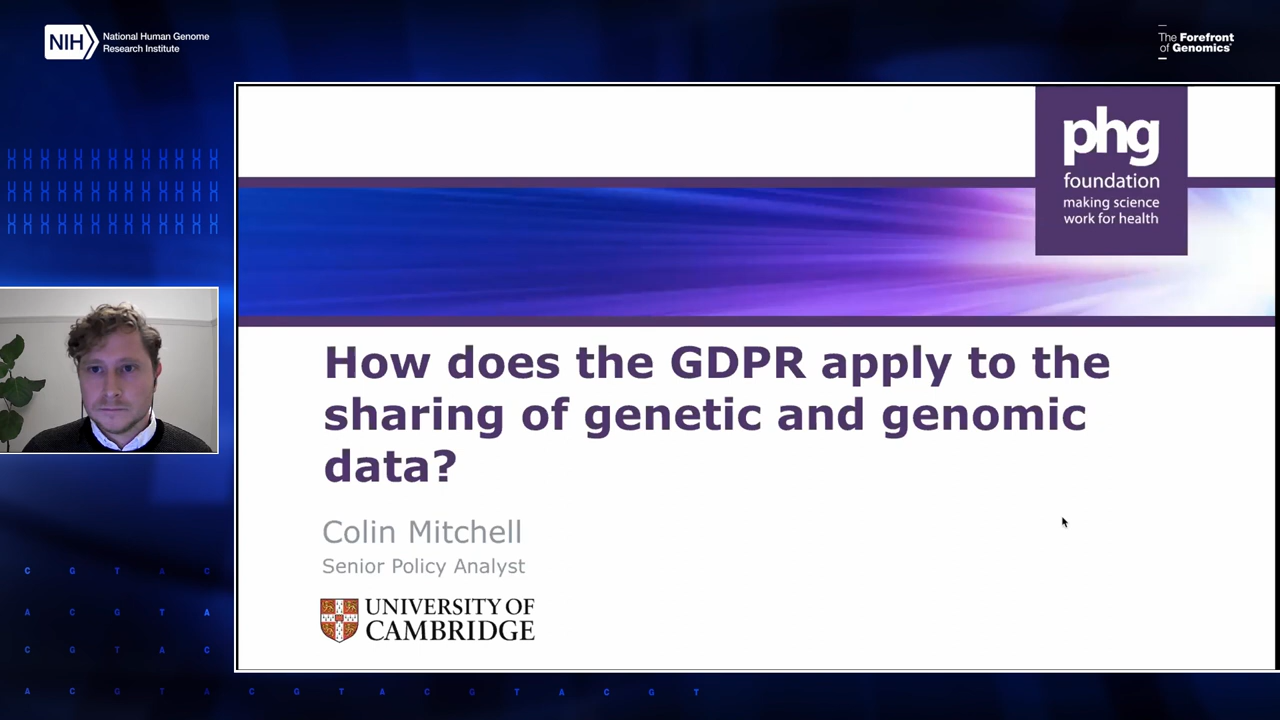 NIH
National Human Genome
Research Institute
The Forefront
of Genomics®
phg
foundation
making science
work for health
How does the GDPR apply to the
sharing of genetic and genomic
data?
Colin Mitchell
Senior Policy Analyst
UNIVERSITY OF
CAMBRIDGE
C G T A C
A C G T A
C G T A C
A C G T A C G T A C G T A C G T